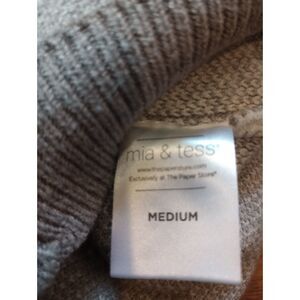 mia & tess®
www.thepaperstore.com
Exclusively at The Paper Store®
MEDIUM